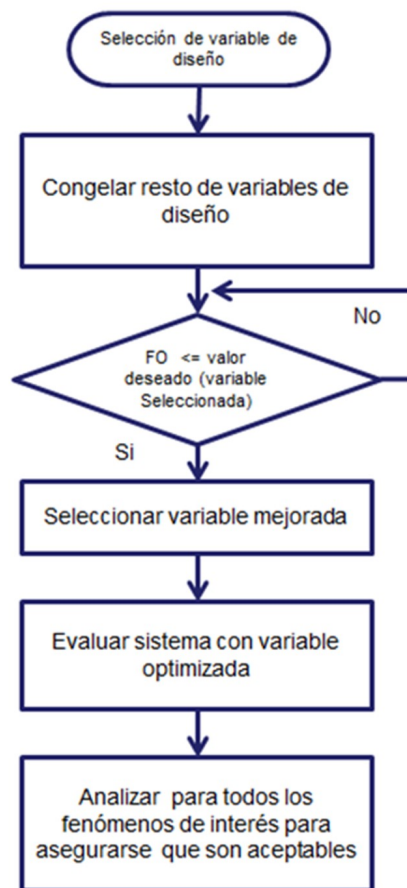 Selección de variable de
diseño
Congelar resto de variables de
diseño
No
FO <= valor
deseado (variable
Seleccionada)
Si
Seleccionar variable mejorada
Evaluar sistema con variable
optimizada
Analizar para todos los
fenómenos de interés para
asegurarse que son aceptables